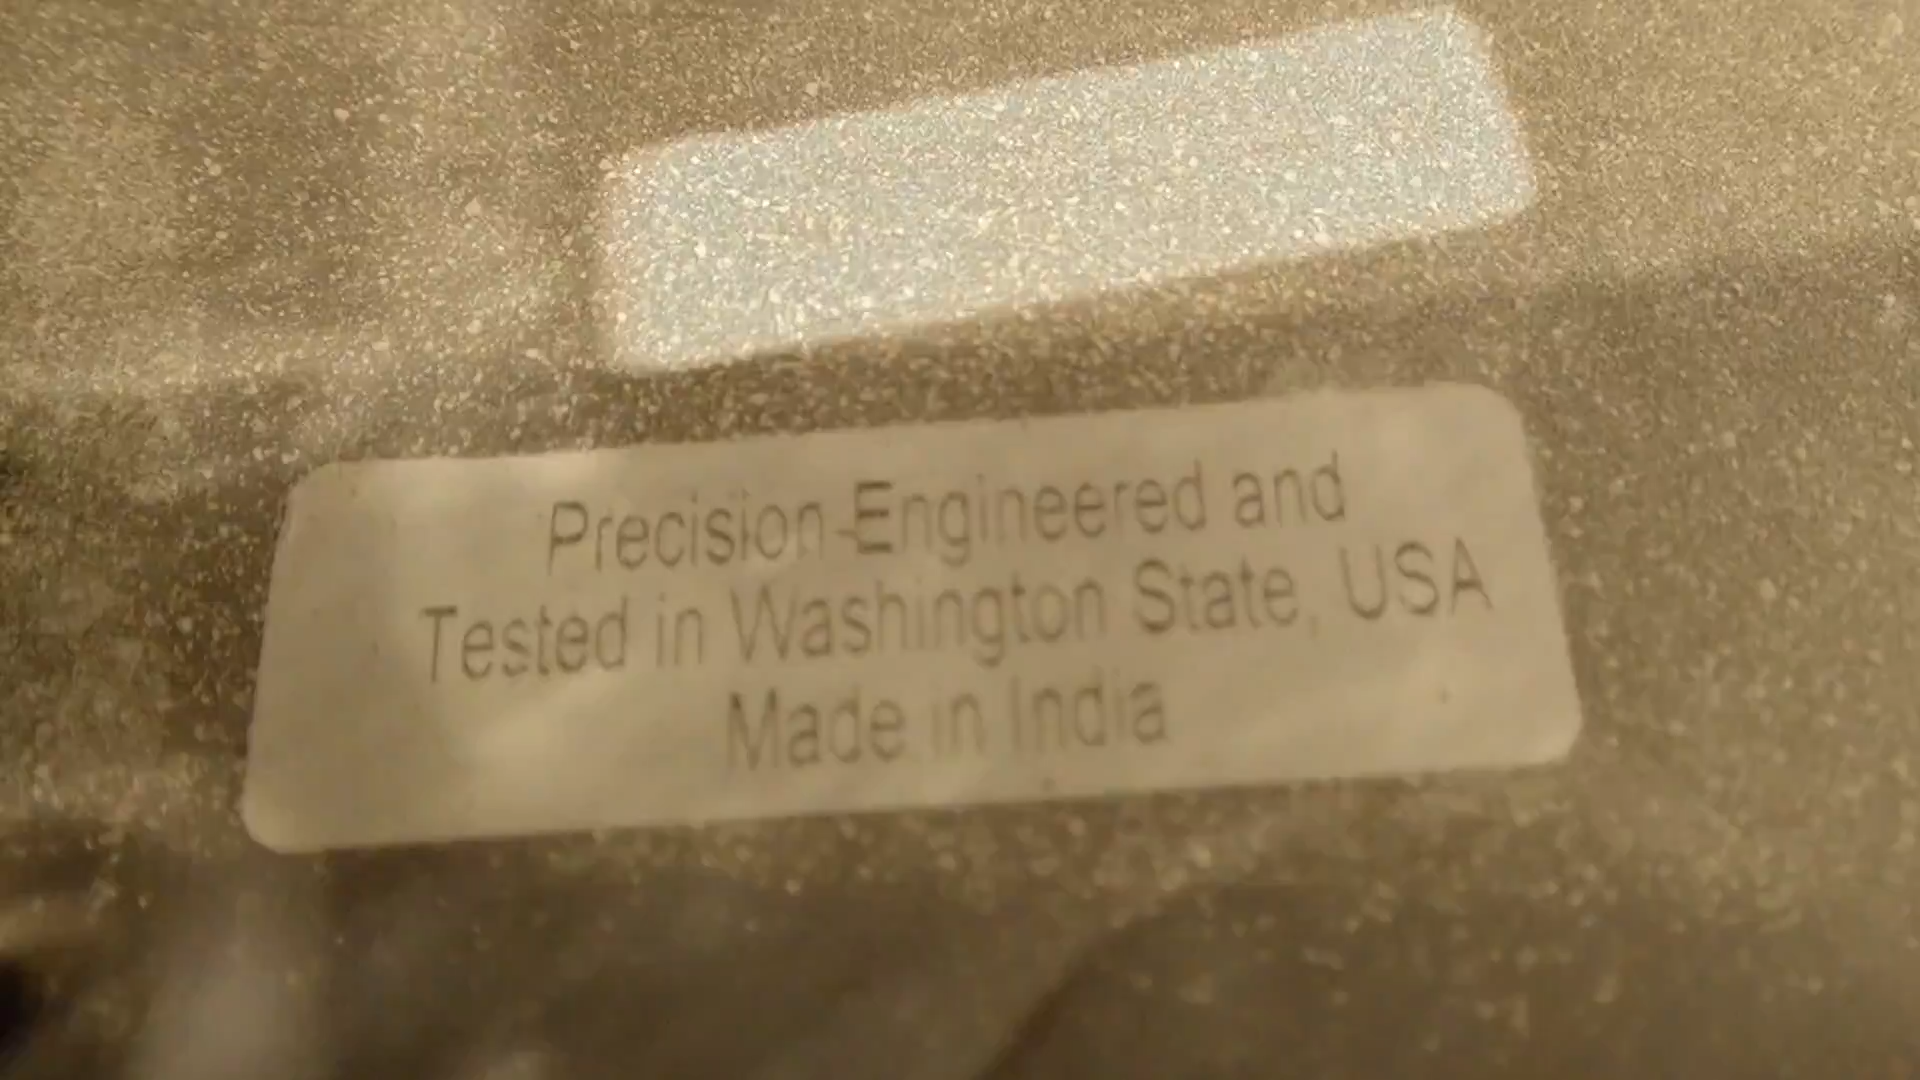 Precision-Engineered and
Tested in Washington State, USA
Made in India